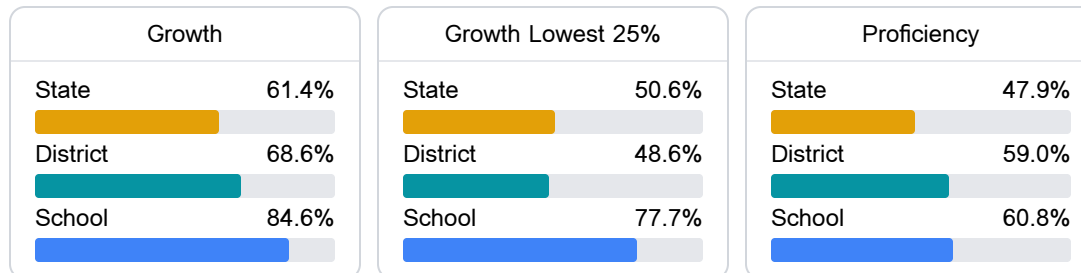 Growth
State 61.4%
District 68.6%
School 84.6%
Growth Lowest 25%
State 50.6%
District 48.6%
School 77.7%
Proficiency
State 47.9%
District 59.0%
School 60.8%